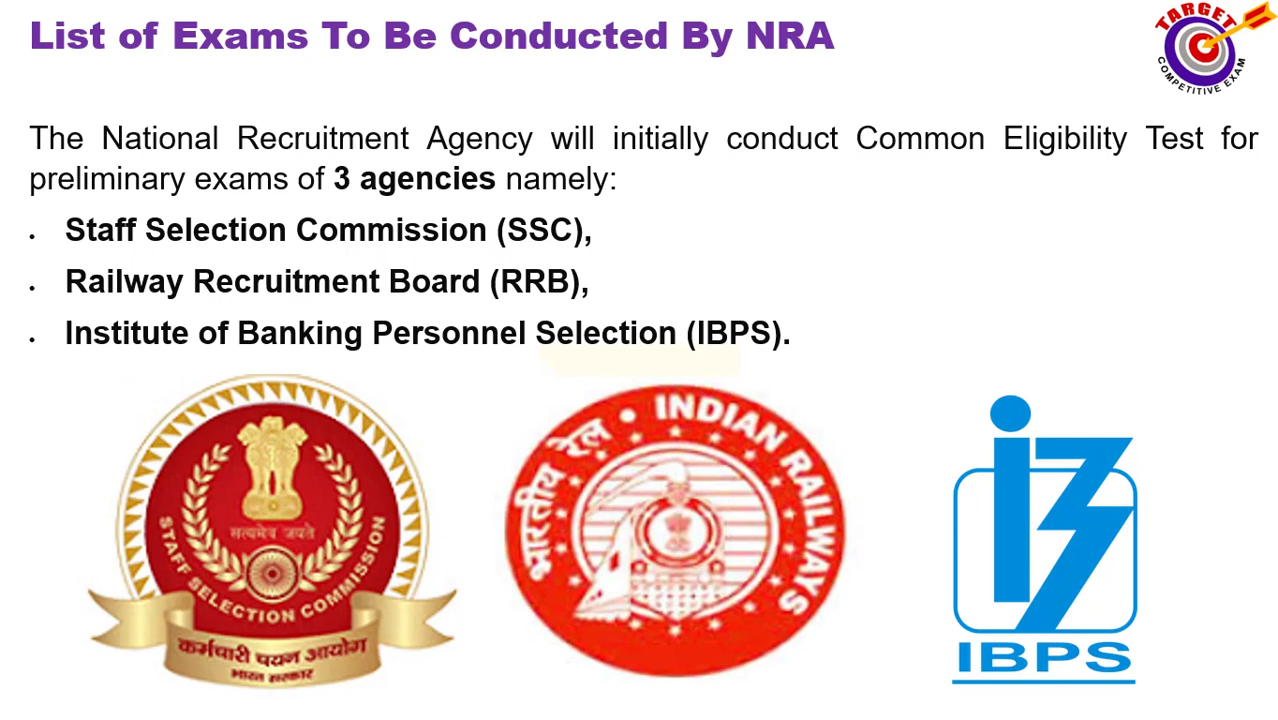 List of Exams To Be Conducted By NRA
TARGET
COMPETITIVE EXAM
The National Recruitment Agency will initially conduct Common Eligibility Test for
preliminary exams of 3 agencies namely:
• Staff Selection Commission (SSC),
• Railway Recruitment Board (RRB),
• Institute of Banking Personnel Selection (IBPS).
सत्यमेव जयते
STAFF SELECTION COMMISSION
कर्मचारी चयन आयोग
भारत सरकार
भारतीय रेल • INDIAN RAILWAYS
IBPS